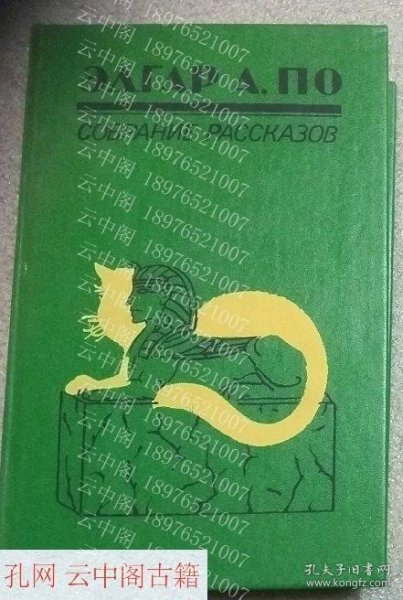 ЭДГАР А. ПО
СОБРАНИЕ РАССКАЗОВ
云中阁 18976521007
孔网 云中阁古籍
孔夫子旧书网
www.kongfz.com